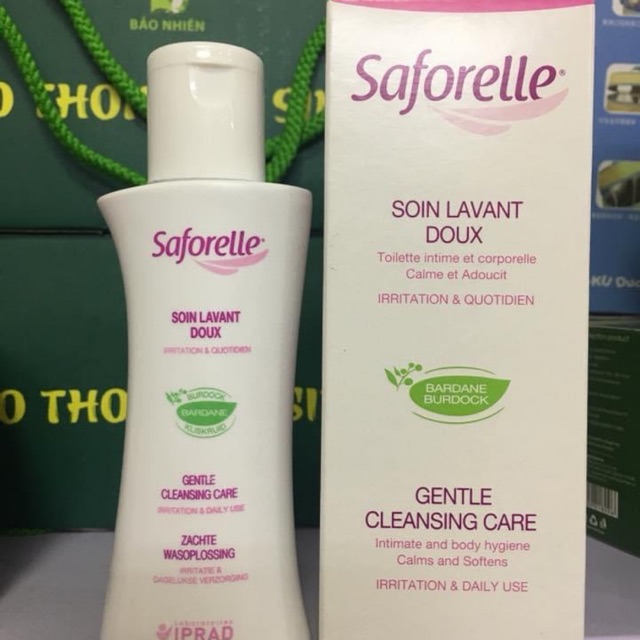 BẢO NHIÊN
O THO
Saforelle®
SOIN LAVANT
DOUX
IRRITATION & QUOTIDIEN
BURDOCK
BARDANE
KLISKRUID
GENTLE
CLEANSING CARE
IRRITATION & DAILY USE
ZACHTE
WASOPLOSSING
IRRITATIE &
DAGELIJKSE VERZORGING
Laboratoires
IPRAD
O THO
Saforelle®
SOIN LAVANT
DOUX
Toilette intime et corporelle
Calme et Adoucit
IRRITATION & QUOTIDIEN
BARDANE
BURDOCK
GENTLE
CLEANSING CARE
Intimate and body hygiene
Calms and Softens
IRRITATION & DAILY USE